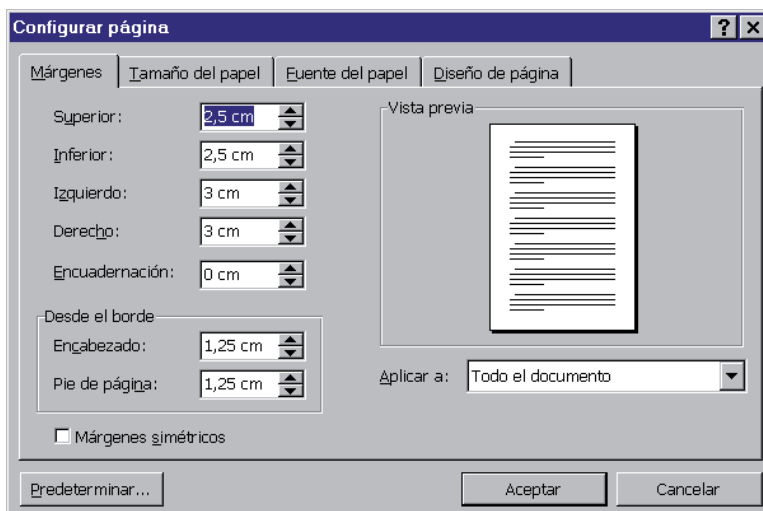 Configurar página
Márgenes Tamaño del papel Fuente del papel Diseño de página
Superior: 2,5 cm
Inferior: 2,5 cm
Izquierdo: 3 cm
Derecho: 3 cm
Encuadernación: 0 cm
Desde el borde
Encabezado: 1,25 cm
Pie de página: 1,25 cm
Márgenes simétricos
Vista previa
Aplicar a: Todo el documento
Predeterminar... Aceptar Cancelar